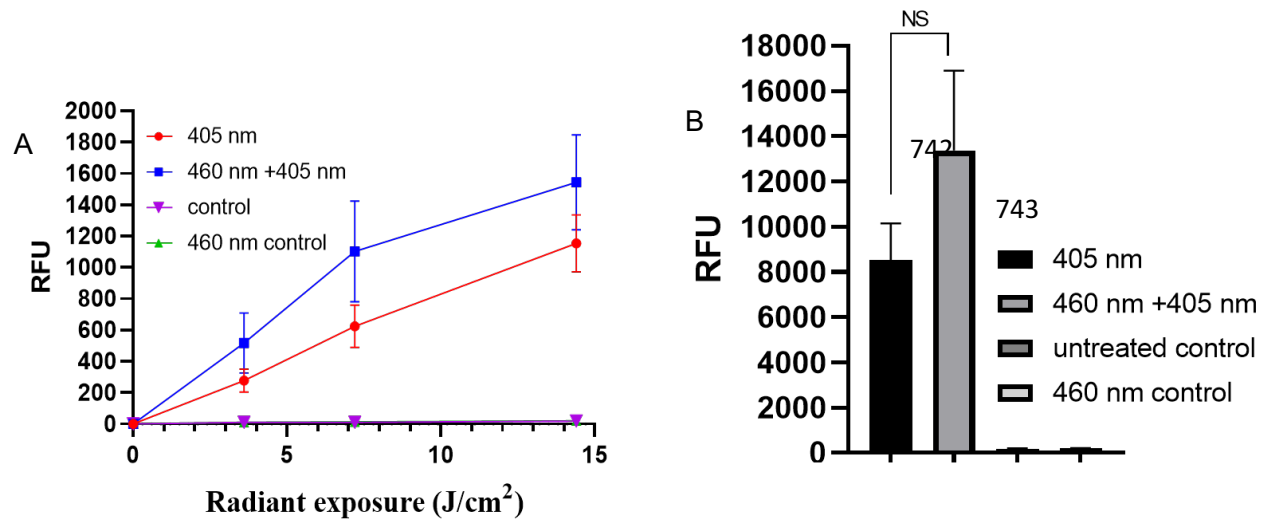 A
2000
1800
1600
1400
1200
1000
800
600
400
200
0
RFU
405 nm
460 nm +405 nm
control
460 nm control
0
5
10
15
Radiant exposure (J/cm²)
B
NS
18000
16000
14000
12000
10000
8000
6000
4000
2000
0
RFU
742
743
405 nm
460 nm +405 nm
untreated control
460 nm control